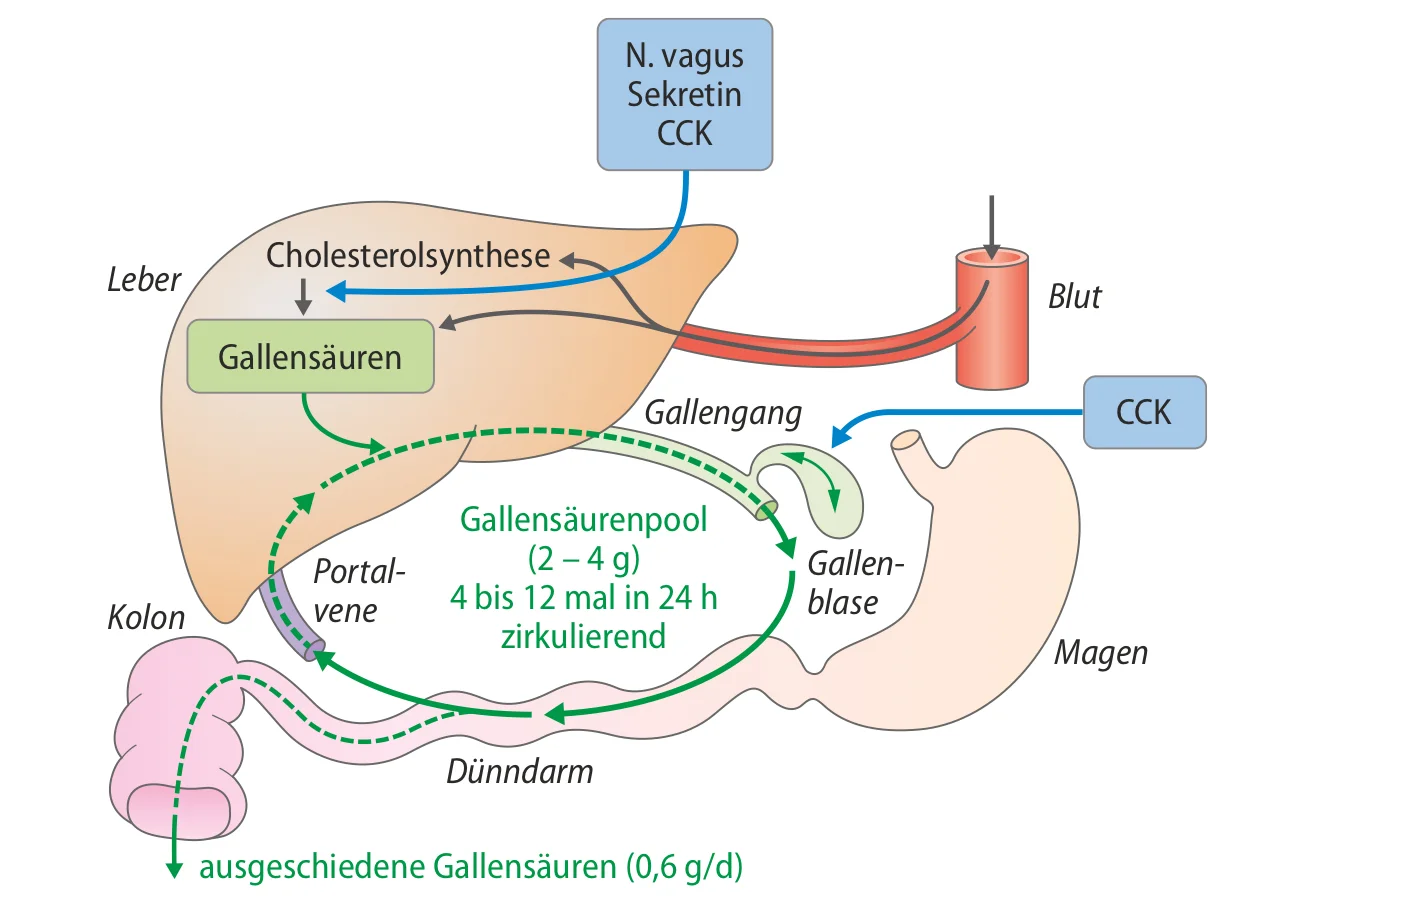 N. vagus
Sekretin
CCK
Cholesterolsynthese
Leber
Blut
Gallensäuren
Gallengang
CCK
Gallensäurenpool
(2 – 4 g)
4 bis 12 mal in 24 h
zirkulierend
Portal-
vene
Gallen-
blase
Kolon
Magen
Dünndarm
ausgeschiedene Gallensäuren (0,6 g/d)